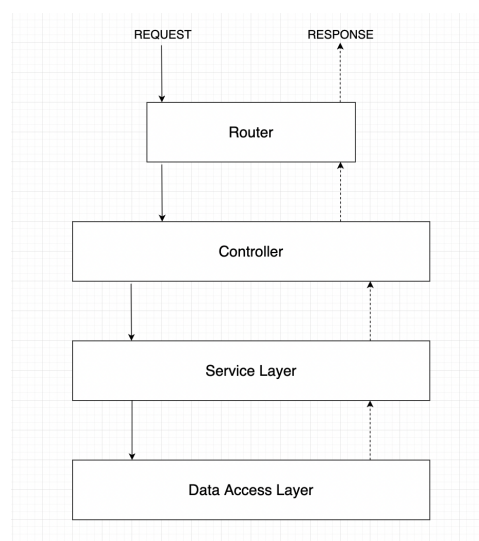 REQUEST RESPONSE
Router
Controller
Service Layer
Data Access Layer